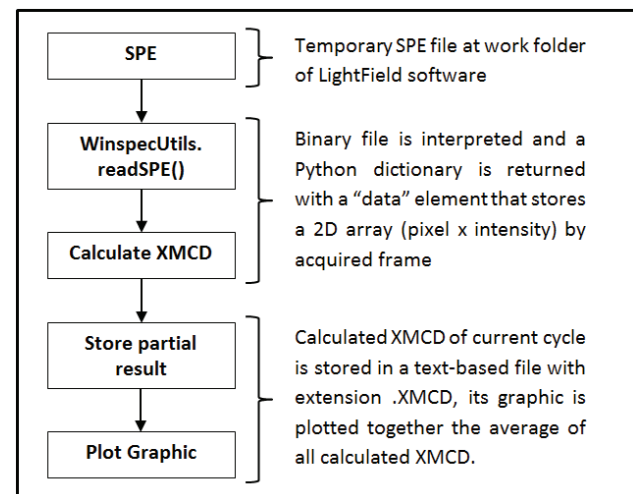 SPE
Temporary SPE file at work folder
of LightField software
WinspecUtils.
readSPE()
Calculate XMCD
Binary file is interpreted and a
Python dictionary is returned
with a “data” element that stores
a 2D array (pixel x intensity) by
acquired frame
Store partial
result
Plot Graphic
Calculated XMCD of current cycle
is stored in a text-based file with
extension .XMCD, its graphic is
plotted together the average of
all calculated XMCD.